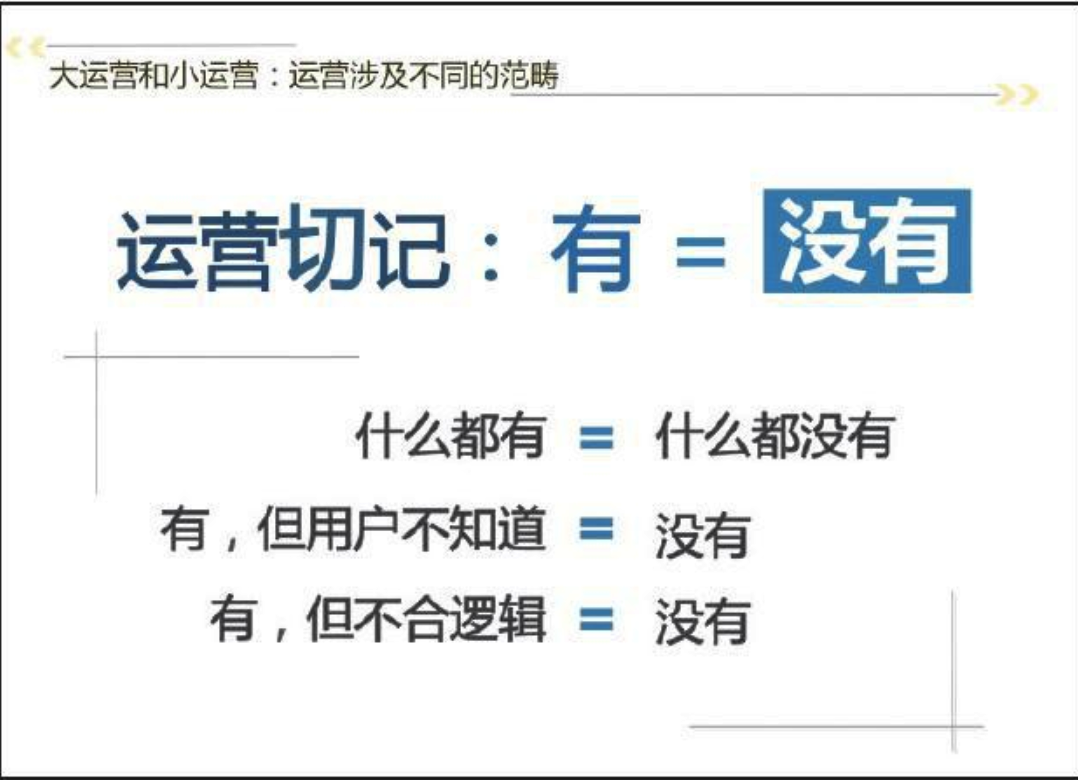 大运营和小运营：运营涉及不同的范畴
运营切记：有 = 没有
什么都有 = 什么都没有
有，但用户不知道 = 没有
有，但不合逻辑 = 没有